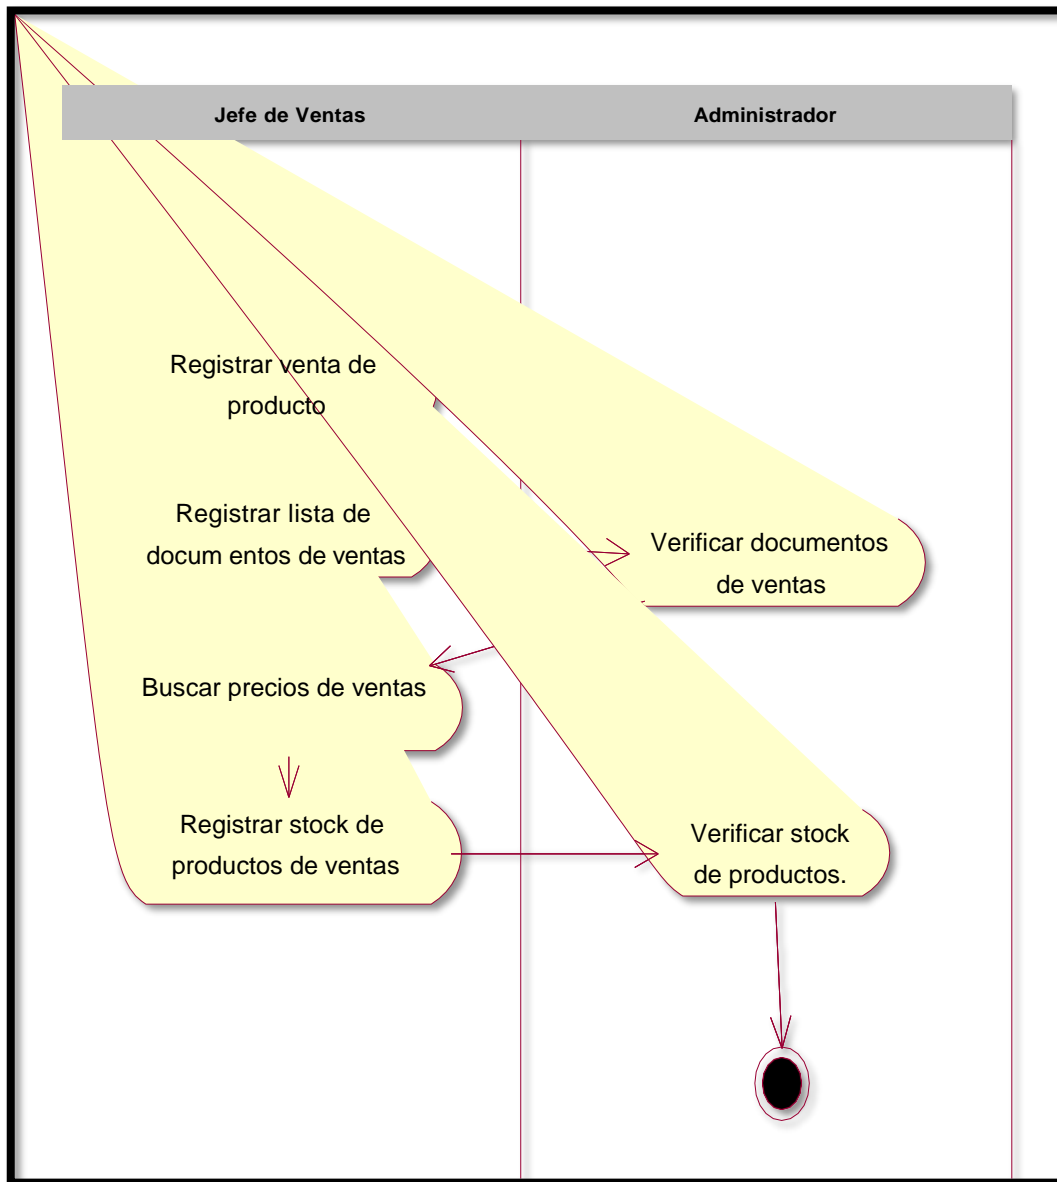 Jefe de Ventas
Administrador
Registrar venta de
producto
Registrar lista de
docum entos de ventas
Verificar documentos
de ventas
Buscar precios de ventas
Registrar stock de
productos de ventas
Verificar stock
de productos.